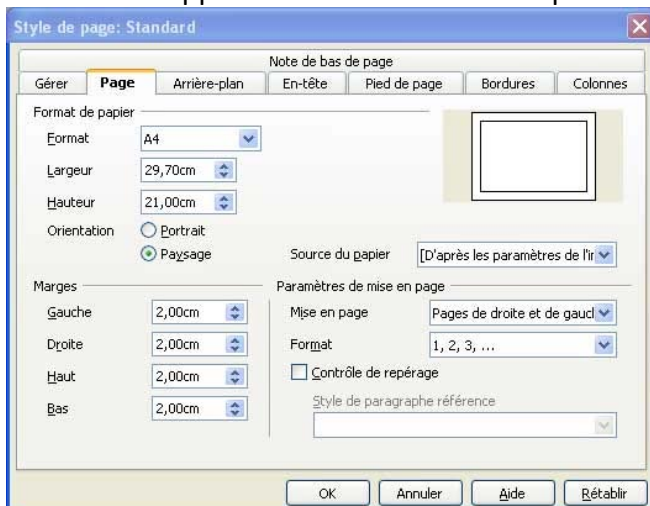 Style de page: Standard
Note de bas de page
Gérer Page Arrière-plan En-tête Pied de page Bordures Colonnes
Format de papier
Format A4
Largeur 29,70cm
Hauteur 21,00cm
Orientation Portrait
Paysage Source du papier [D'après les paramètres de l'ir
Marges Paramètres de mise en page
Gauche 2,00cm Mise en page Pages de droite et de gaucl
Droite 2,00cm Format 1, 2, 3, ...
Haut 2,00cm Contrôle de repérage
Bas 2,00cm Style de paragraphe référence
OK Annuler Aide Rétablir